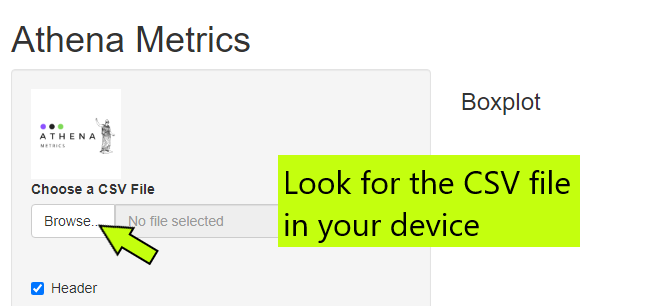 Athena Metrics
ATHENA
METRICS
Boxplot
Choose a CSV File
Browse...
No file selected
Look for the CSV file
in your device
Header